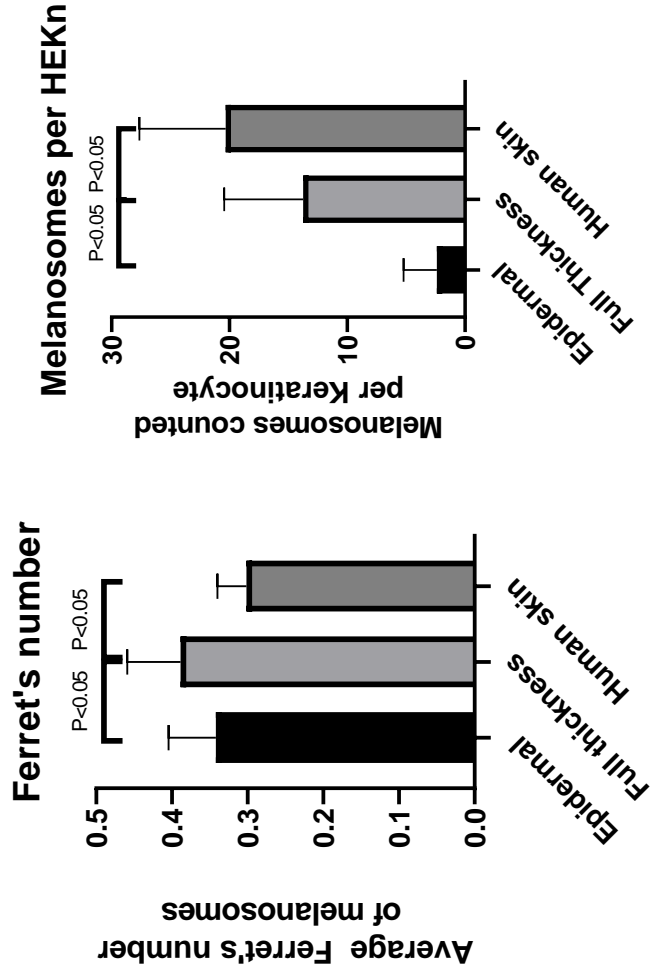 Ferret's number
Average Ferret's number
of melanosomes
0.5
0.4
0.3
0.2
0.1
0.0
P<0.05 P<0.05
Epidermal
Full thickness
Human skin
Melanosomes per HEKn
Melanosomes counted
per Keratinocyte
30
20
10
0
P<0.05 P<0.05
Epidermal
Full Thickness
Human skin